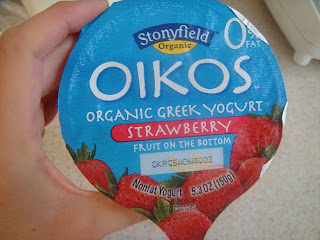 Stonyfield
Organic
0%
FAT
OIKOS
ORGANIC GREEK YOGURT
STRAWBERRY
FRUIT ON THE BOTTOM
Nonfat Yogurt 5.3 OZ (150g)